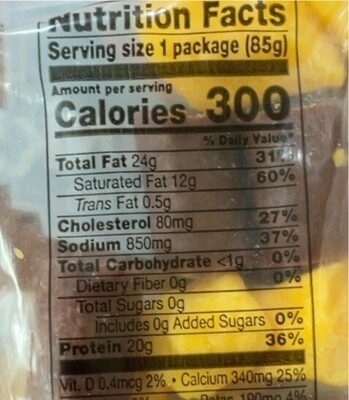 Nutrition Facts
Serving size 1 package (85g)
Amount per serving
Calories 300
% Daily Value*
Total Fat 24g 31%
Saturated Fat 12g 60%
Trans Fat 0.5g
Cholesterol 80mg 27%
Sodium 850mg 37%
Total Carbohydrate <1g 0%
Dietary Fiber 0g 0%
Total Sugars 0g
Includes 0g Added Sugars 0%
Protein 20g 36%
Vit. D 0.4mcg 2% • Calcium 340mg 25%
Potas. 190mg 4%